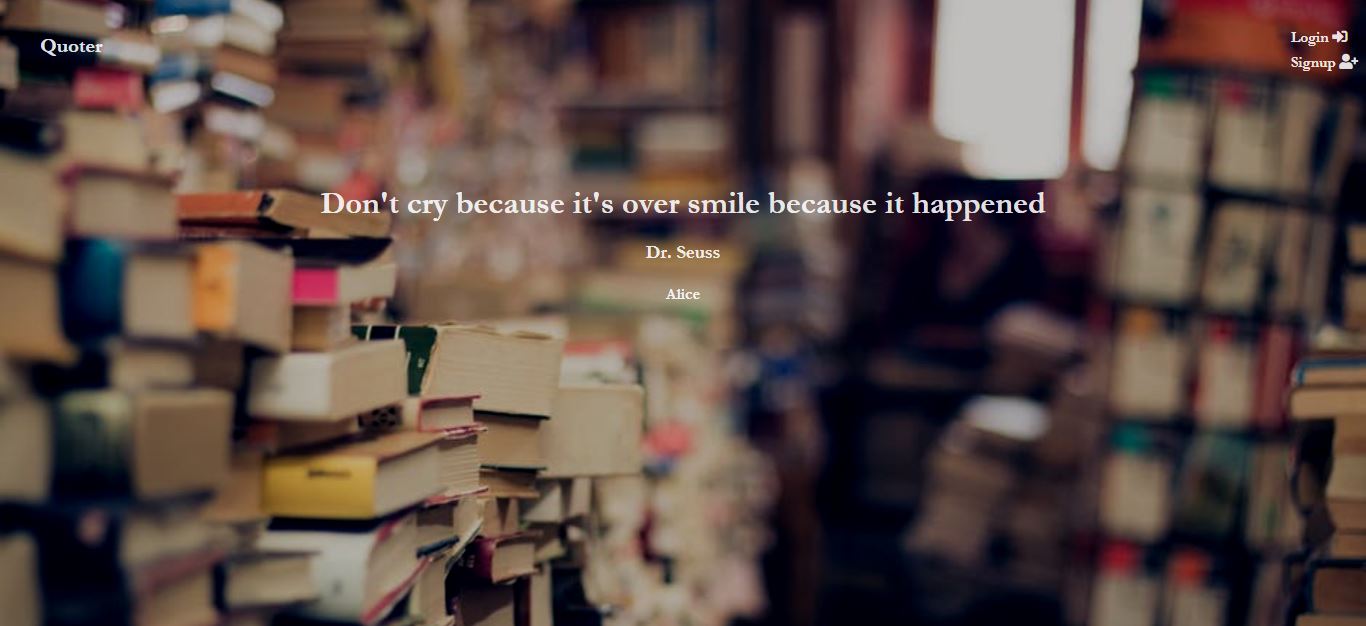 Quoter
Login
Signup
Don't cry because it's over smile because it happened
Dr. Seuss
Alice